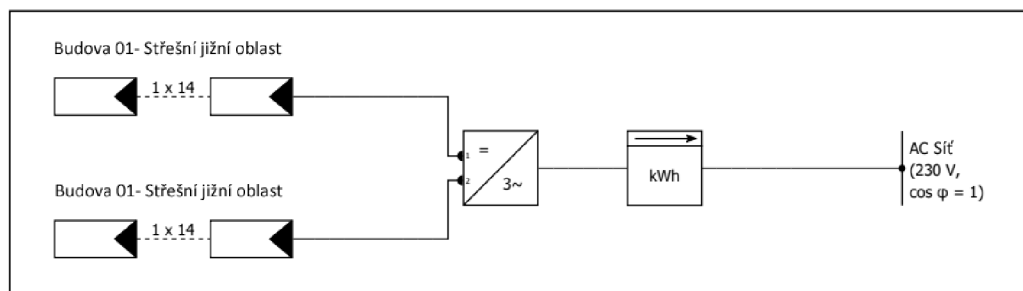 Budova 01- Střešní jižní oblast
1 x 14
1
=
3~
2
kWh
AC Síť
(230 V,
cos φ = 1)
Budova 01- Střešní jižní oblast
1 x 14